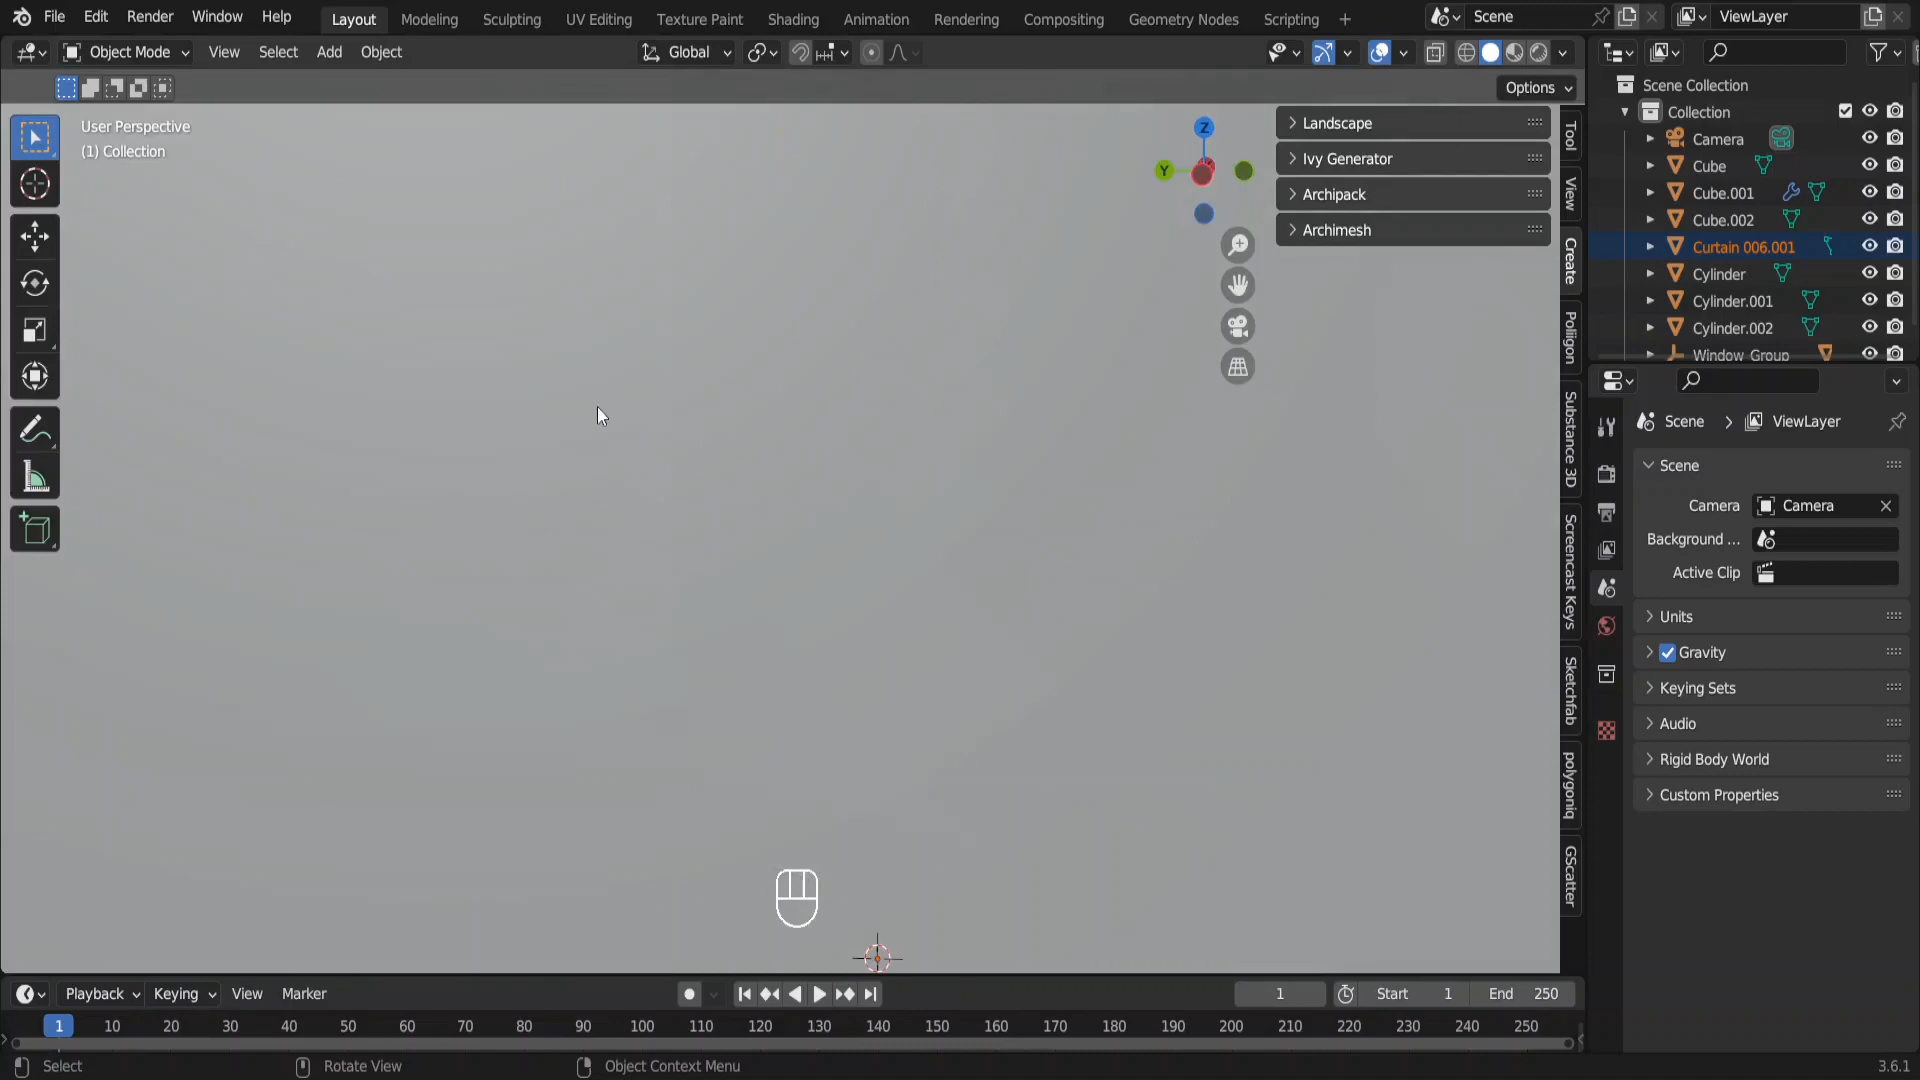 File Edit Render Window Help Layout Modeling Sculpting UV Editing Texture Paint Shading Animation Rendering Compositing Geometry Nodes Scripting + Scene ViewLayer
Object Mode View Select Add Object Global
Options
User Perspective
(1) Collection
Z
Y
Landscape
Ivy Generator
Archipack
Archimesh
Tool
View
Create
Poliigon
Substance 3D
Screencast Keys
Sketchfab
polygoniq
GScatter
Scene Collection
Collection
Camera
Cube
Cube.001
Cube.002
Curtain 006.001
Cylinder
Cylinder.001
Cylinder.002
Window Group
Scene > ViewLayer
Scene
Camera Camera
Background ...
Active Clip
Units
Gravity
Keying Sets
Audio
Rigid Body World
Custom Properties
Playback Keying View Marker 1 Start 1 End 250
1 10 20 30 40 50 60 70 80 90 100 110 120 130 140 150 160 170 180 190 200 210 220 230 240 250
Select Rotate View Object Context Menu 3.6.1